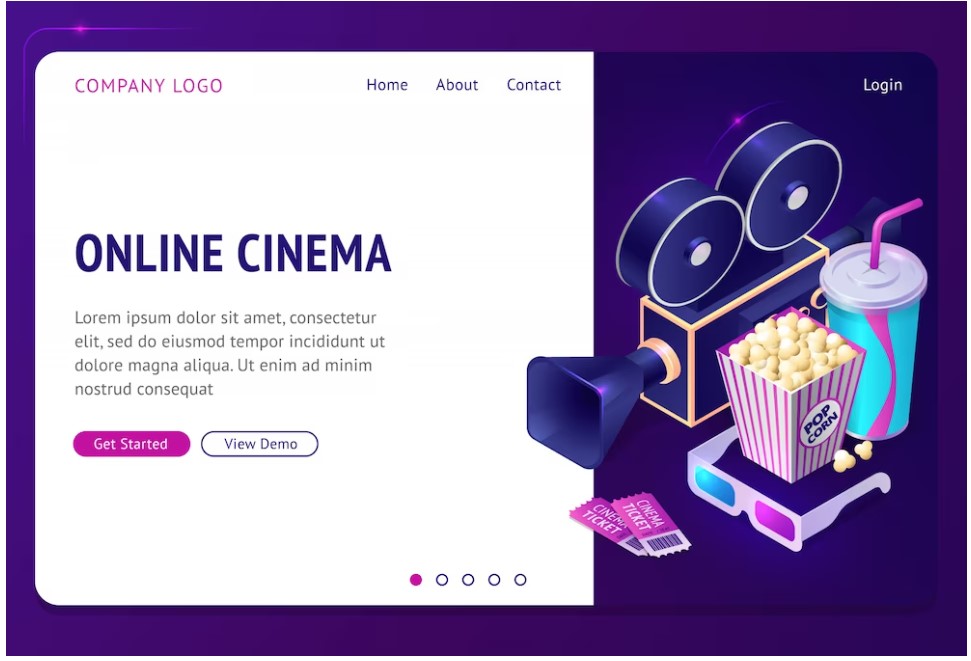 COMPANY LOGO
Home
About
Contact
Login
ONLINE CINEMA
Lorem ipsum dolor sit amet, consectetur
elit, sed do eiusmod tempor incididunt ut
dolore magna aliqua. Ut enim ad minim
nostrud consequat
Get Started
View Demo
POP
CORN
CINEMA
TICKET
CINEMA
TICKET